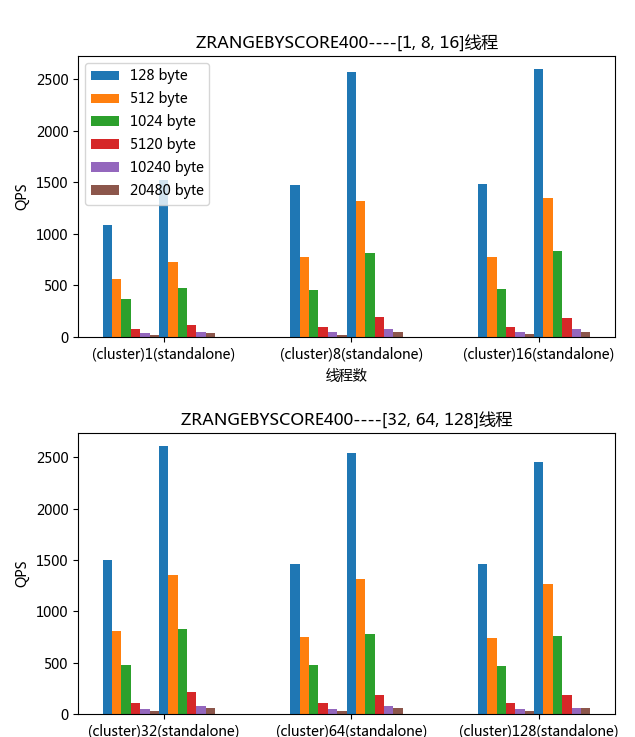 ZRANGEBYSCORE400----[1, 8, 16]线程
2500
2000
1500
1000
500
0
QPS
128 byte
512 byte
1024 byte
5120 byte
10240 byte
20480 byte
(cluster)1(standalone)
(cluster)8(standalone)
(cluster)16(standalone)
线程数
ZRANGEBYSCORE400----[32, 64, 128]线程
2500
2000
1500
1000
500
0
QPS
(cluster)32(standalone)
(cluster)64(standalone)
(cluster)128(standalone)